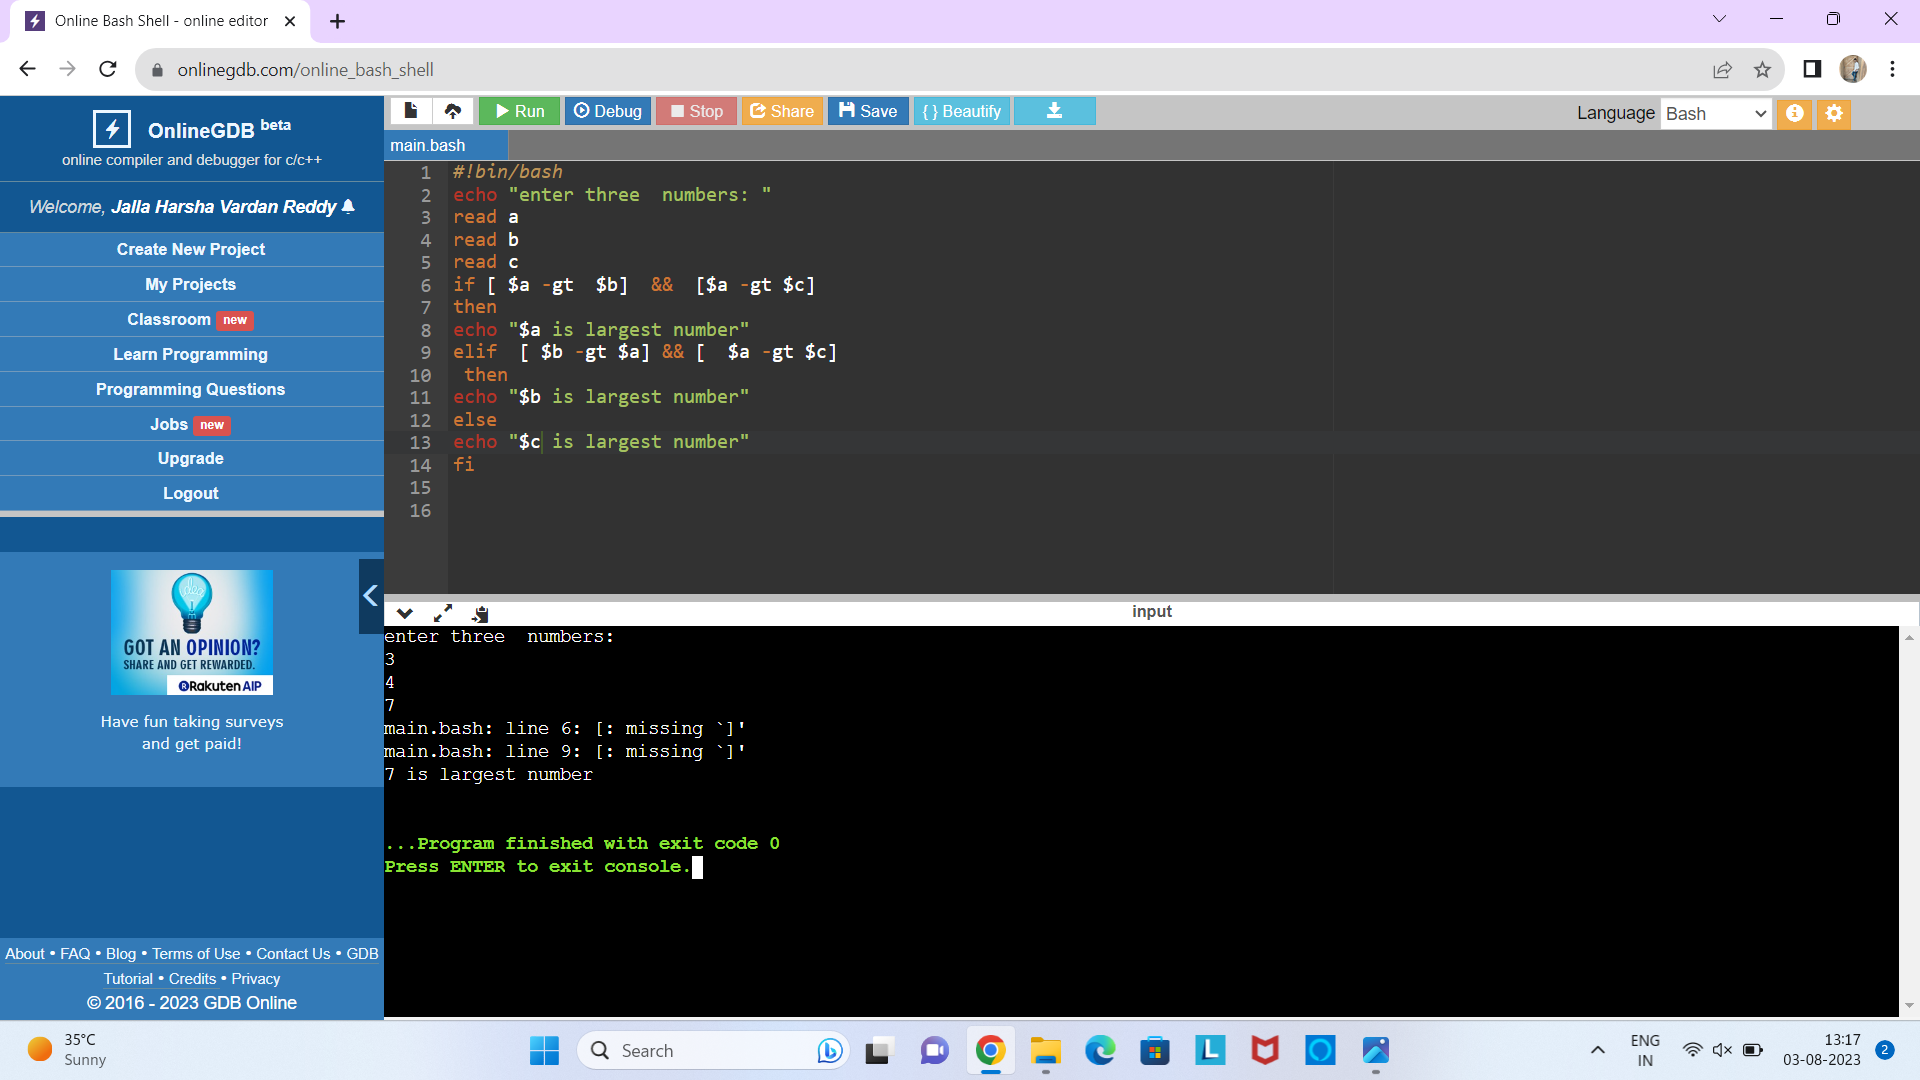 Online Bash Shell - online editor
onlinegdb.com/online_bash_shell
OnlineGDB beta
online compiler and debugger for c/c++
Welcome, Jalla Harsha Vardan Reddy
Create New Project
My Projects
Classroom new
Learn Programming
Programming Questions
Jobs new
Upgrade
Logout
idea
GOT AN OPINION?
SHARE AND GET REWARDED.
Rakuten AIP
Have fun taking surveys
and get paid!
About • FAQ • Blog • Terms of Use • Contact Us • GDB
Tutorial • Credits • Privacy
© 2016 - 2023 GDB Online
Run Debug Stop Share Save { } Beautify
Language Bash
main.bash
1 #!bin/bash
2 echo "enter three  numbers: "
3 read a
4 read b
5 read c
6 if [ $a -gt  $b]  &&  [$a -gt $c]
7 then
8 echo "$a is largest number"
9 elif  [ $b -gt $a] && [  $a -gt $c]
10  then
11 echo "$b is largest number"
12 else
13 echo "$c is largest number"
14 fi
15
16
input
enter three  numbers:
3
4
7
main.bash: line 6: [: missing `]'
main.bash: line 9: [: missing `]'
7 is largest number
...Program finished with exit code 0
Press ENTER to exit console.
35°C
Sunny
Search
L
ENG
IN
13:17
03-08-2023
2